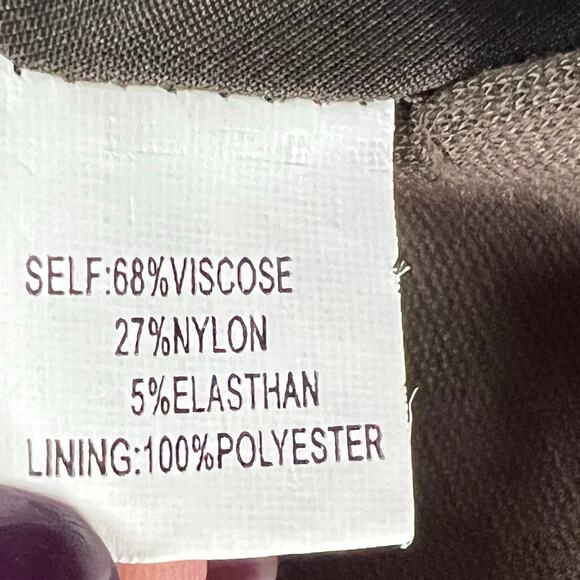 SELF:68%VISCOSE
27%NYLON
5%ELASTHAN
LINING:100%POLYESTER